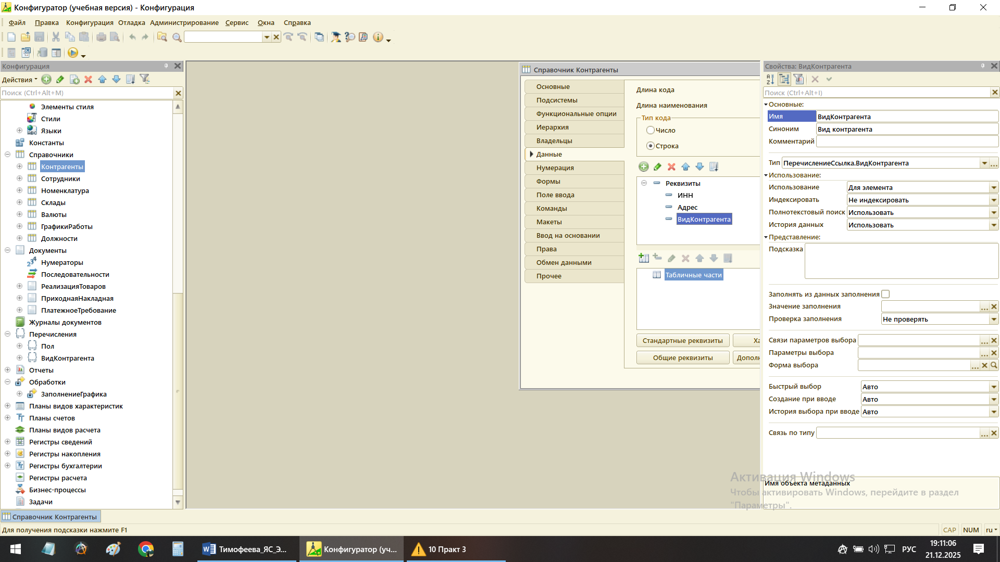 Конфигуратор (учебная версия) - Конфигурация
Файл Правка Конфигурация Отладка Администрирование Сервис Окна Справка
Конфигурация
Действия
Поиск (Ctrl+Alt+M)
Элементы стиля
Стили
Языки
Константы
Справочники
Контрагенты
Сотрудники
Номенклатура
Склады
Валюты
ГрафикиРаботы
Должности
Документы
Нумераторы
Последовательности
РеализацияТоваров
ПриходнаяНакладная
ПлатежноеТребование
Журналы документов
Перечисления
Пол
ВидКонтрагента
Отчеты
Обработки
ЗаполнениеГрафика
Планы видов характеристик
Планы счетов
Планы видов расчета
Регистры сведений
Регистры накопления
Регистры бухгалтерии
Регистры расчета
Бизнес-процессы
Задачи
Справочник Контрагенты
Основные
Подсистемы
Функциональные опции
Иерархия
Владельцы
Данные
Нумерация
Формы
Поле ввода
Команды
Макеты
Ввод на основании
Права
Обмен данными
Прочее
Длина кода
Длина наименования
Тип кода
Число
Строка
Реквизиты
ИНН
Адрес
ВидКонтрагента
Табличные части
Стандартные реквизиты Ха
Общие реквизиты Дополн
Свойства: ВидКонтрагента
Поиск (Ctrl+Alt+I)
Основные:
Имя ВидКонтрагента
Синоним Вид контрагента
Комментарий
Тип ПеречислениеСсылка.ВидКонтрагента
Использование:
Использование Для элемента
Индексировать Не индексировать
Полнотекстовый поиск Использовать
История данных Использовать
Представление:
Подсказка
Заполнять из данных заполнения
Значение заполнения
Проверка заполнения Не проверять
Связи параметров выбора
Параметры выбора
Форма выбора
Быстрый выбор Авто
Создание при вводе Авто
История выбора при вводе Авто
Связь по типу
Имя объекта метаданных
Активация Windows
Чтобы активировать Windows, перейдите в раздел
"Параметры".
Справочник Контрагенты
Для получения подсказки нажмите F1
CAP NUM ru
Тимофеева_ЯС_Э...
Конфигуратор (уч...
10 Практ 3
РУС
19:11:06
21.12.2025